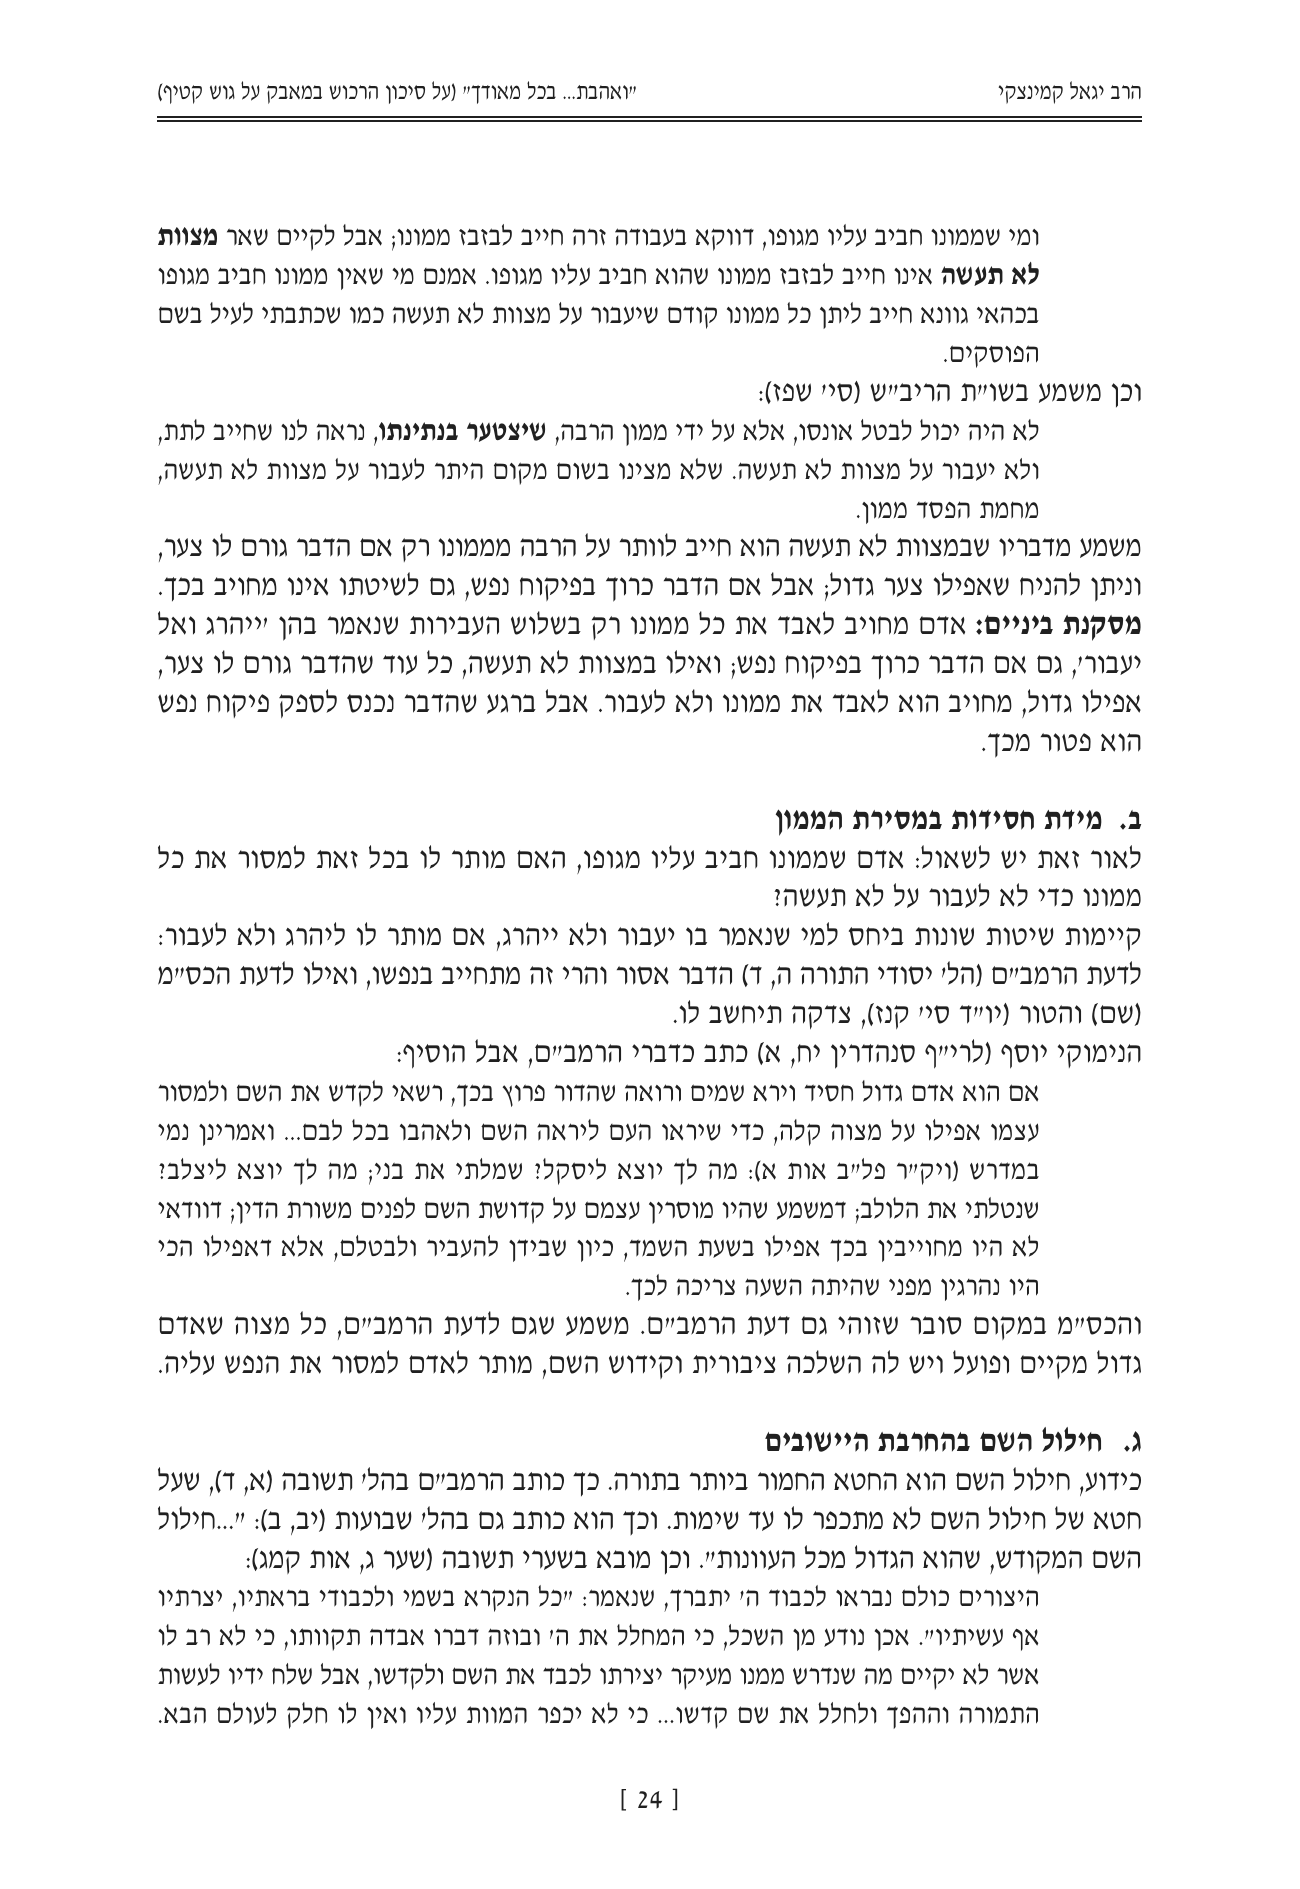 הרב יגאל קמינצקי
"ואהבת... בכל מאודך" (על סיכון הרכוש במאבק על גוש קטיף)
ומי שממונו חביב עליו מגופו, דווקא בעבודה זרה חייב לבזבז ממונו; אבל לקיים שאר מצוות
לא תעשה אינו חייב לבזבז ממונו שהוא חביב עליו מגופו. אמנם מי שאין ממונו חביב מגופו
בכהאי גוונא חייב ליתן כל ממונו קודם שיעבור על מצוות לא תעשה כמו שכתבתי לעיל בשם
הפוסקים.
וכן משמע בשו"ת הריב"ש (סי' שפז):
לא היה יכול לבטל אונסו, אלא על ידי ממון הרבה, שיצטער בנתינתו, נראה לנו שחייב לתת,
ולא יעבור על מצוות לא תעשה. שלא מצינו בשום מקום היתר לעבור על מצוות לא תעשה,
מחמת הפסד ממון.
משמע מדבריו שבמצוות לא תעשה הוא חייב לוותר על הרבה מממונו רק אם הדבר גורם לו צער,
וניתן להניח שאפילו צער גדול; אבל אם הדבר כרוך בפיקוח נפש, גם לשיטתו אינו מחויב בכך.
מסקנת ביניים: אדם מחויב לאבד את כל ממונו רק בשלוש העבירות שנאמר בהן 'ייהרג ואל
יעבור', גם אם הדבר כרוך בפיקוח נפש; ואילו במצוות לא תעשה, כל עוד שהדבר גורם לו צער,
אפילו גדול, מחויב הוא לאבד את ממונו ולא לעבור. אבל ברגע שהדבר נכנס לספק פיקוח נפש
הוא פטור מכך.
ב. מידת חסידות במסירת הממון
לאור זאת יש לשאול: אדם שממונו חביב עליו מגופו, האם מותר לו בכל זאת למסור את כל
ממונו כדי לא לעבור על לא תעשה?
קיימות שיטות שונות ביחס למי שנאמר בו יעבור ולא ייהרג, אם מותר לו ליהרג ולא לעבור:
לדעת הרמב"ם (הל' יסודי התורה ה, ד) הדבר אסור והרי זה מתחייב בנפשו, ואילו לדעת הכס"מ
(שם) והטור (יו"ד סי' קנז), צדקה תיחשב לו.
הנימוקי יוסף (לרי"ף סנהדרין יח, א) כתב כדברי הרמב"ם, אבל הוסיף:
אם הוא אדם גדול חסיד וירא שמים ורואה שהדור פרוץ בכך, רשאי לקדש את השם ולמסור
עצמו אפילו על מצוה קלה, כדי שיראו העם ליראה השם ולאהבו בכל לבם... ואמרינן נמי
במדרש (ויק"ר פל"ב אות א): מה לך יוצא ליסקל? שמלתי את בני; מה לך יוצא ליצלב?
שנטלתי את הלולב; דמשמע שהיו מוסרין עצמם על קדושת השם לפנים משורת הדין; דוודאי
לא היו מחוייבין בכך אפילו בשעת השמד, כיון שבידן להעביר ולבטלם, אלא דאפילו הכי
היו נהרגין מפני שהיתה השעה צריכה לכך.
והכס"מ במקום סובר שזוהי גם דעת הרמב"ם. משמע שגם לדעת הרמב"ם, כל מצוה שאדם
גדול מקיים ופועל ויש לה השלכה ציבורית וקידוש השם, מותר לאדם למסור את הנפש עליה.
ג. חילול השם בהחרבת היישובים
כידוע, חילול השם הוא החטא החמור ביותר בתורה. כך כותב הרמב"ם בהל' תשובה (א, ד), שעל
חטא של חילול השם לא מתכפר לו עד שימות. וכך הוא כותב גם בהל' שבועות (יב, ב): "...חילול
השם המקודש, שהוא הגדול מכל העוונות". וכן מובא בשערי תשובה (שער ג, אות קמג):
היצורים כולם נבראו לכבוד ה' יתברך, שנאמר: "כל הנקרא בשמי ולכבודי בראתיו, יצרתיו
אף עשיתיו". אכן נודע מן השכל, כי המחלל את ה' ובוזה דברו אבדה תקוותו, כי לא רב לו
אשר לא יקיים מה שנדרש ממנו מעיקר יצירתו לכבד את השם ולקדשו, אבל שלח ידיו לעשות
התמורה וההפך ולחלל את שם קדשו... כי לא יכפר המוות עליו ואין לו חלק לעולם הבא.
[ 24 ]